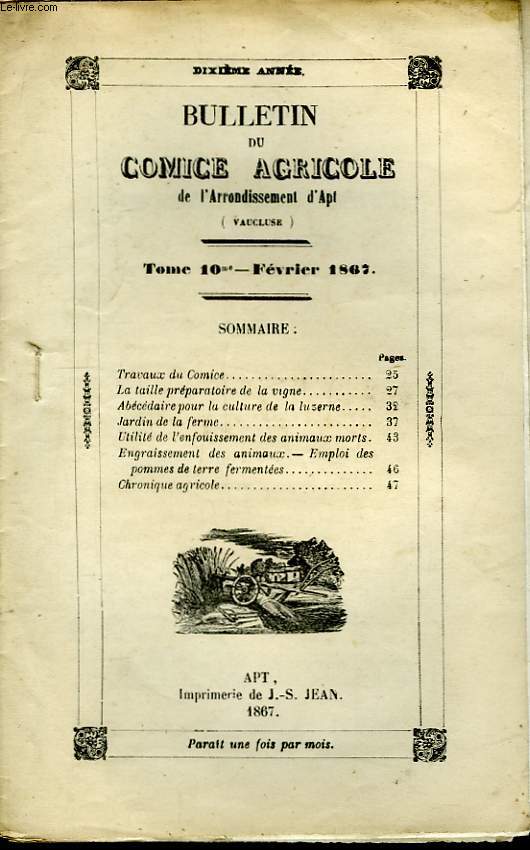 Le-livre.com
DIXIÈME ANNÉE.
BULLETIN
DU
COMICE AGRICOLE
de l'Arrondissement d'Apt
( VAUCLUSE )
Tome 10me — Février 1867.
SOMMAIRE :
Pages.
Travaux du Comice....................... 25
La taille préparatoire de la vigne........... 27
Abécédaire pour la culture de la luzerne..... 32
Jardin de la ferme........................ 37
Utilité de l'enfouissement des animaux morts. 43
Engraissement des animaux. — Emploi des
pommes de terre fermentées.............. 46
Chronique agricole........................ 47
APT,
Imprimerie de J.-S. JEAN.
1867.
Paraît une fois par mois.